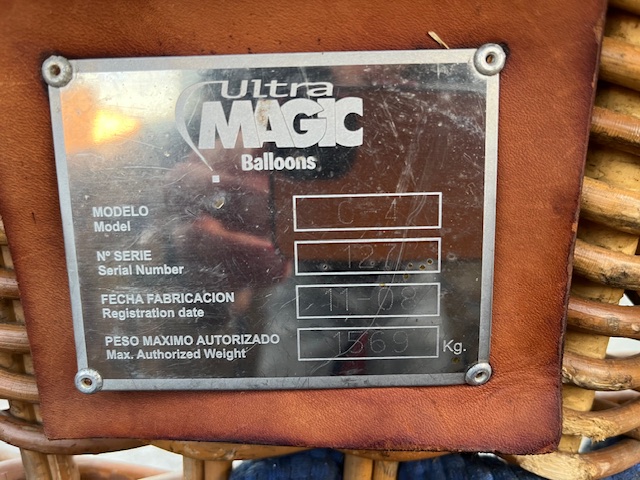 Ultra
MAGIC
Balloons
MODELO C-4
Model
Nº SERIE
Serial Number
FECHA FABRICACION 11-08
Registration date
PESO MAXIMO AUTORIZADO 1569 Kg.
Max. Authorized Weight